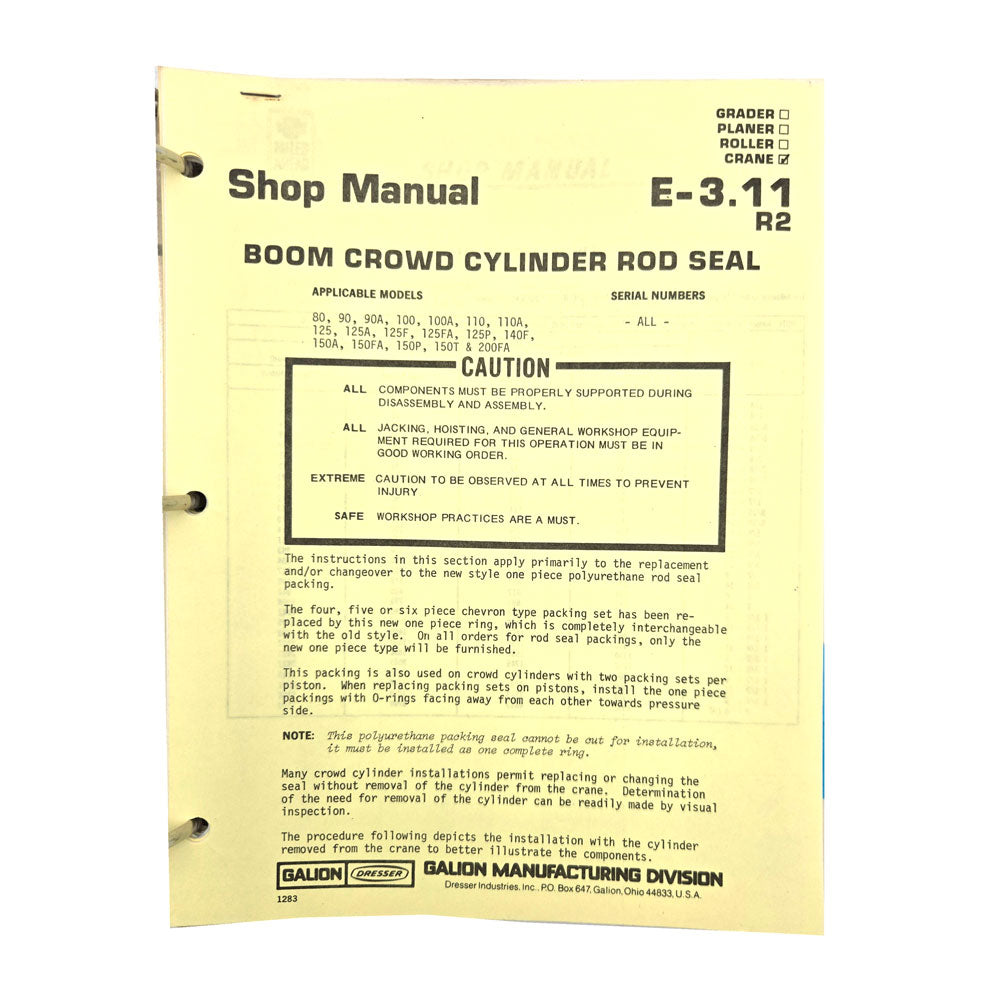 GRADER ☐
PLANER ☐
ROLLER ☐
CRANE ☑
Shop Manual
E-3.11
R2
BOOM CROWD CYLINDER ROD SEAL
APPLICABLE MODELS
SERIAL NUMBERS
80, 90, 90A, 100, 100A, 110, 110A,
125, 125A, 125F, 125FA, 125P, 140F,
150A, 150FA, 150P, 150T & 200FA
- ALL -
CAUTION
ALL COMPONENTS MUST BE PROPERLY SUPPORTED DURING
DISASSEMBLY AND ASSEMBLY.
ALL JACKING, HOISTING, AND GENERAL WORKSHOP EQUIP-
MENT REQUIRED FOR THIS OPERATION MUST BE IN
GOOD WORKING ORDER.
EXTREME CAUTION TO BE OBSERVED AT ALL TIMES TO PREVENT
INJURY
SAFE WORKSHOP PRACTICES ARE A MUST.
The instructions in this section apply primarily to the replacement
and/or changeover to the new style one piece polyurethane rod seal
packing.
The four, five or six piece chevron type packing set has been re-
placed by this new one piece ring, which is completely interchangeable
with the old style. On all orders for rod seal packings, only the
new one piece type will be furnished.
This packing is also used on crowd cylinders with two packing sets per
piston. When replacing packing sets on pistons, install the one piece
packings with O-rings facing away from each other towards pressure
side.
NOTE: This polyurethane packing seal cannot be cut for installation,
it must be installed as one complete ring.
Many crowd cylinder installations permit replacing or changing the
seal without removal of the cylinder from the crane. Determination
of the need for removal of the cylinder can be readily made by visual
inspection.
The procedure following depicts the installation with the cylinder
removed from the crane to better illustrate the components.
GALION DRESSER GALION MANUFACTURING DIVISION
Dresser Industries, Inc., P.O. Box 647, Galion, Ohio 44833, U.S.A.
1283